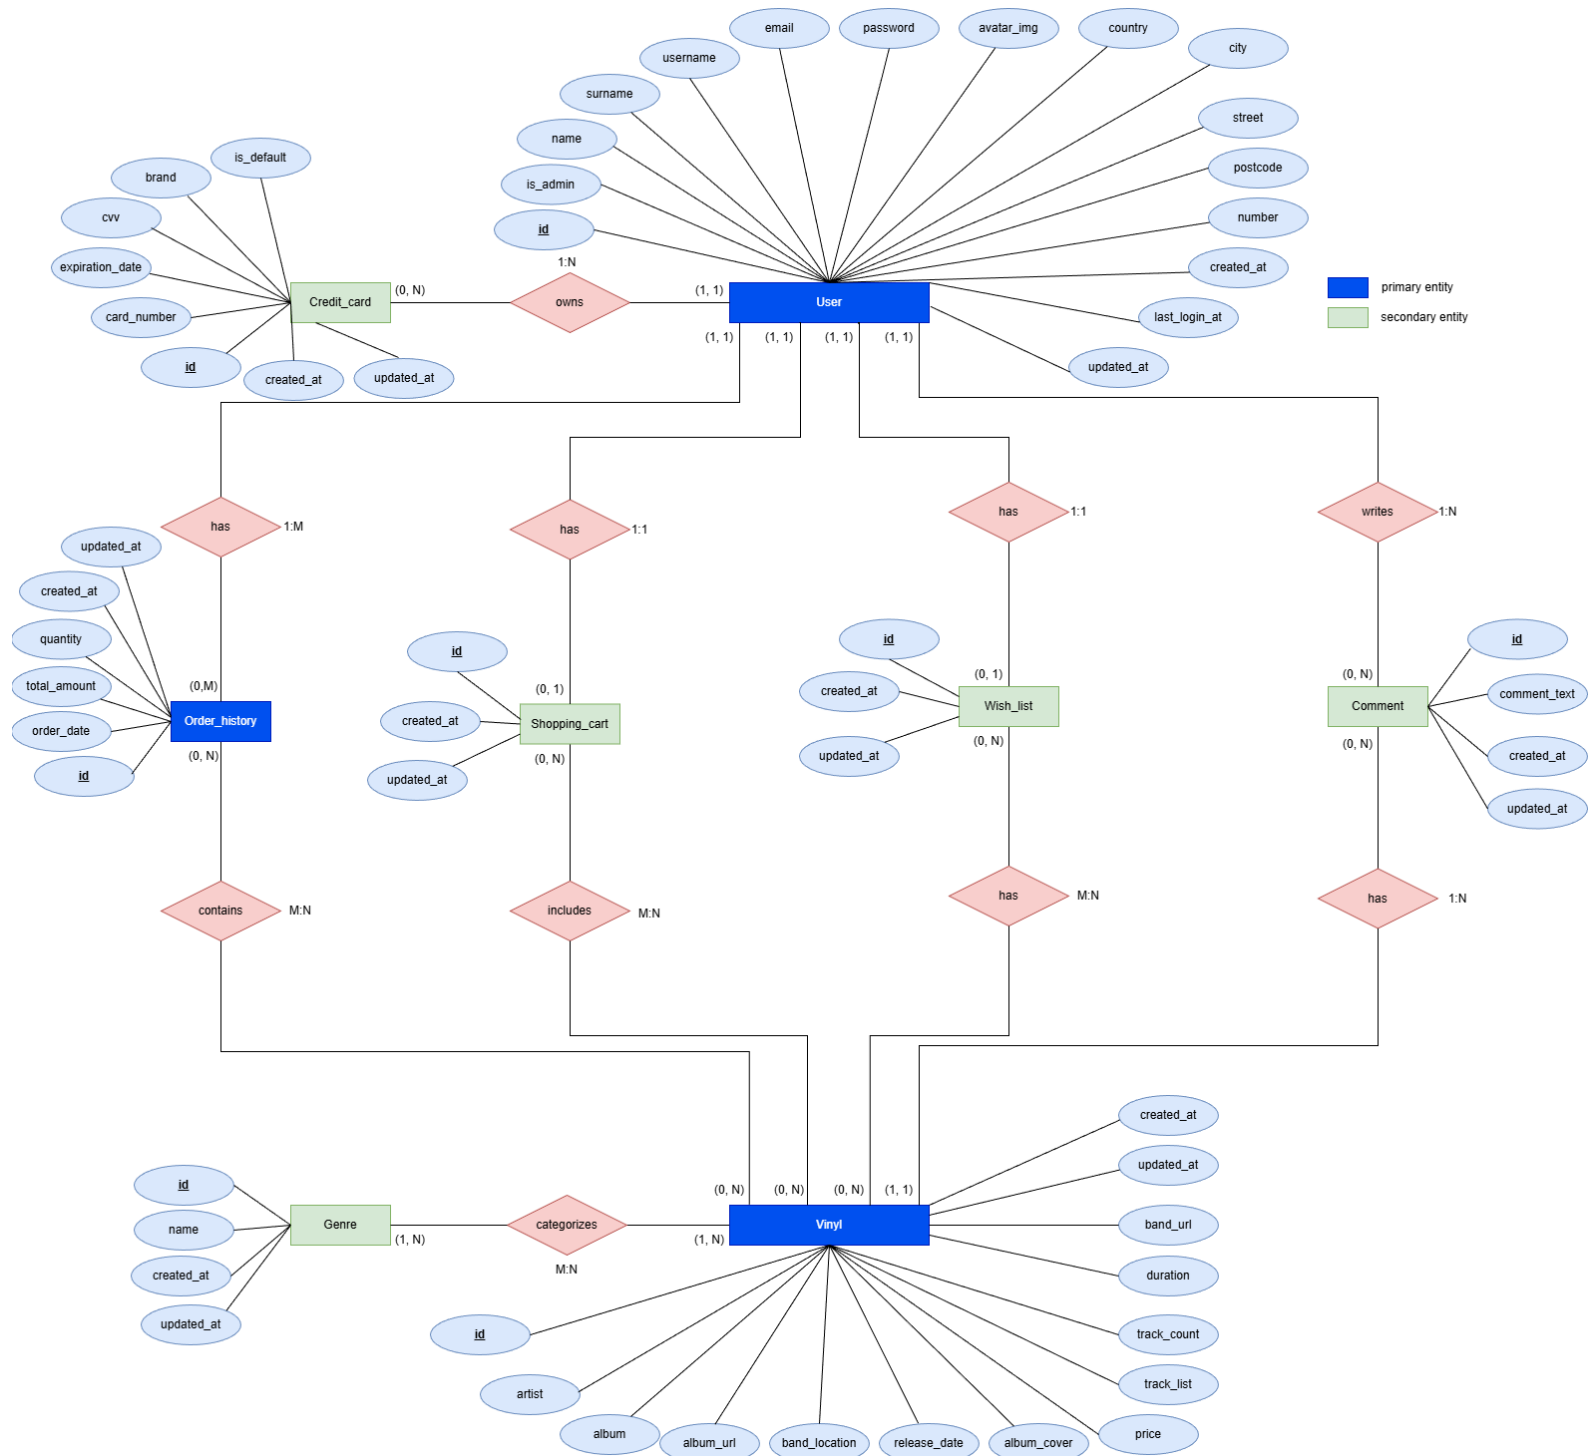 email
password
avatar_img
country
city
username
surname
name
is_admin
id
street
postcode
number
created_at
last_login_at
updated_at
is_default
brand
cvv
expiration_date
card_number
id
created_at
updated_at
Credit_card
(0, N)
1:N
owns
(1, 1)
User
primary entity
secondary entity
(1, 1)
(1, 1)
(1, 1)
(1, 1)
has
1:M
has
1:1
has
1:1
writes
1:N
updated_at
created_at
quantity
total_amount
order_date
id
(0,M)
Order_history
(0, N)
id
created_at
updated_at
(0, 1)
Shopping_cart
(0, N)
id
created_at
updated_at
(0, 1)
Wish_list
(0, N)
(0, N)
Comment
(0, N)
id
comment_text
created_at
updated_at
contains
M:N
includes
M:N
has
M:N
has
1:N
(0, N)
(0, N)
(0, N)
(1, 1)
id
name
created_at
updated_at
Genre
(1, N)
categorizes
M:N
(1, N)
Vinyl
created_at
updated_at
band_url
duration
track_count
track_list
price
album_cover
release_date
band_location
album_url
album
artist
id